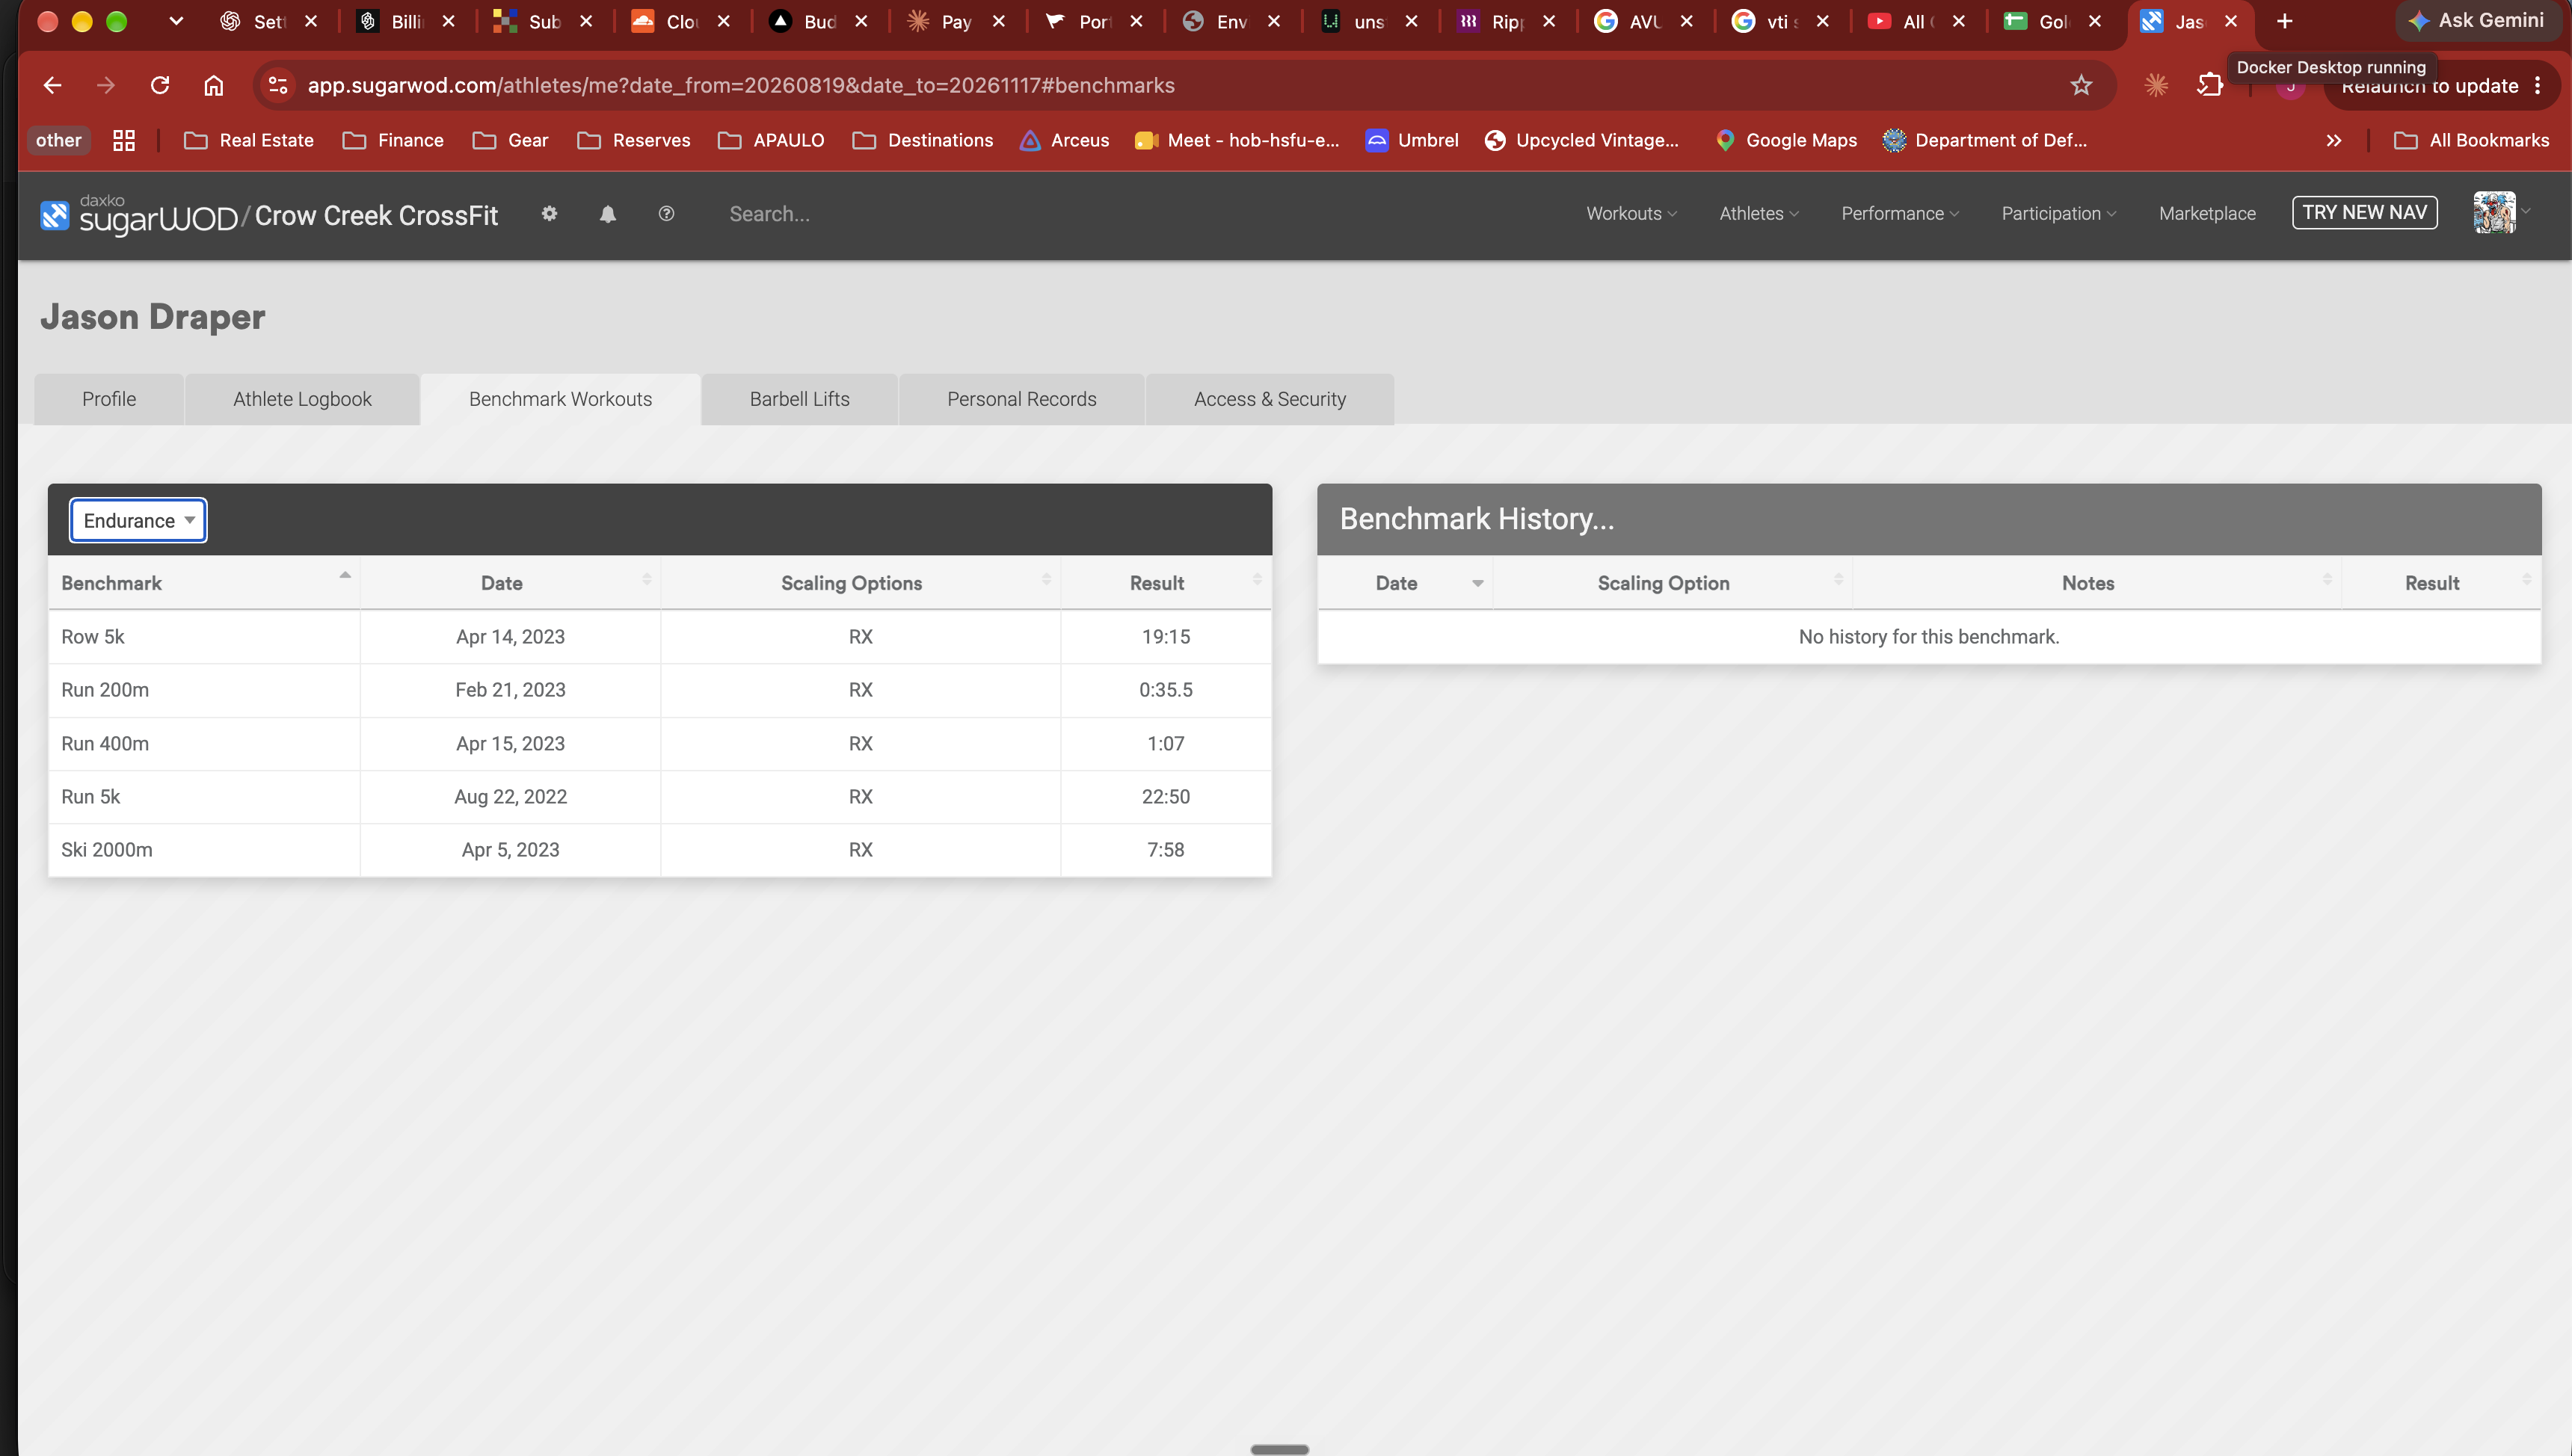 Sett
Billi
Sub
Clou
Bud
Pay
Port
Env
uns
Ripp
AVU
vti s
All
Gol
Jas
Ask Gemini
app.sugarwod.com/athletes/me?date_from=20260819&date_to=20261117#benchmarks
Docker Desktop running
J
Relaunch to update
other
Real Estate
Finance
Gear
Reserves
APAULO
Destinations
Arceus
Meet - hob-hsfu-e...
Umbrel
Upcycled Vintage...
Google Maps
Department of Def...
All Bookmarks
daxko
sugarWOD / Crow Creek CrossFit
Search...
Workouts
Athletes
Performance
Participation
Marketplace
TRY NEW NAV
Jason Draper
Profile
Athlete Logbook
Benchmark Workouts
Barbell Lifts
Personal Records
Access & Security
Endurance
Benchmark Date Scaling Options Result
Row 5k Apr 14, 2023 RX 19:15
Run 200m Feb 21, 2023 RX 0:35.5
Run 400m Apr 15, 2023 RX 1:07
Run 5k Aug 22, 2022 RX 22:50
Ski 2000m Apr 5, 2023 RX 7:58
Benchmark History...
Date Scaling Option Notes Result
No history for this benchmark.